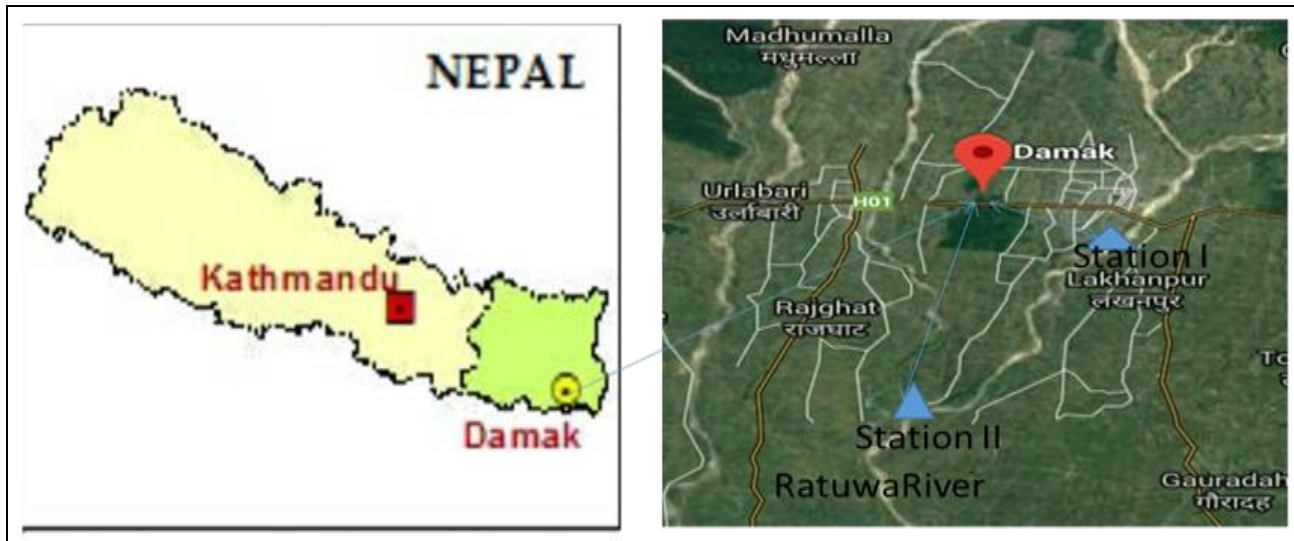 NEPAL
Kathmandu
Damak
Madhumalla
मधुमल्ला
Damak
Urlabari
उर्लाबारी
H01
Station I
Lakhanpur
लखनपुर
Rajghat
राजघाट
Station II
RatuwaRiver
Gauradah
गौरादह